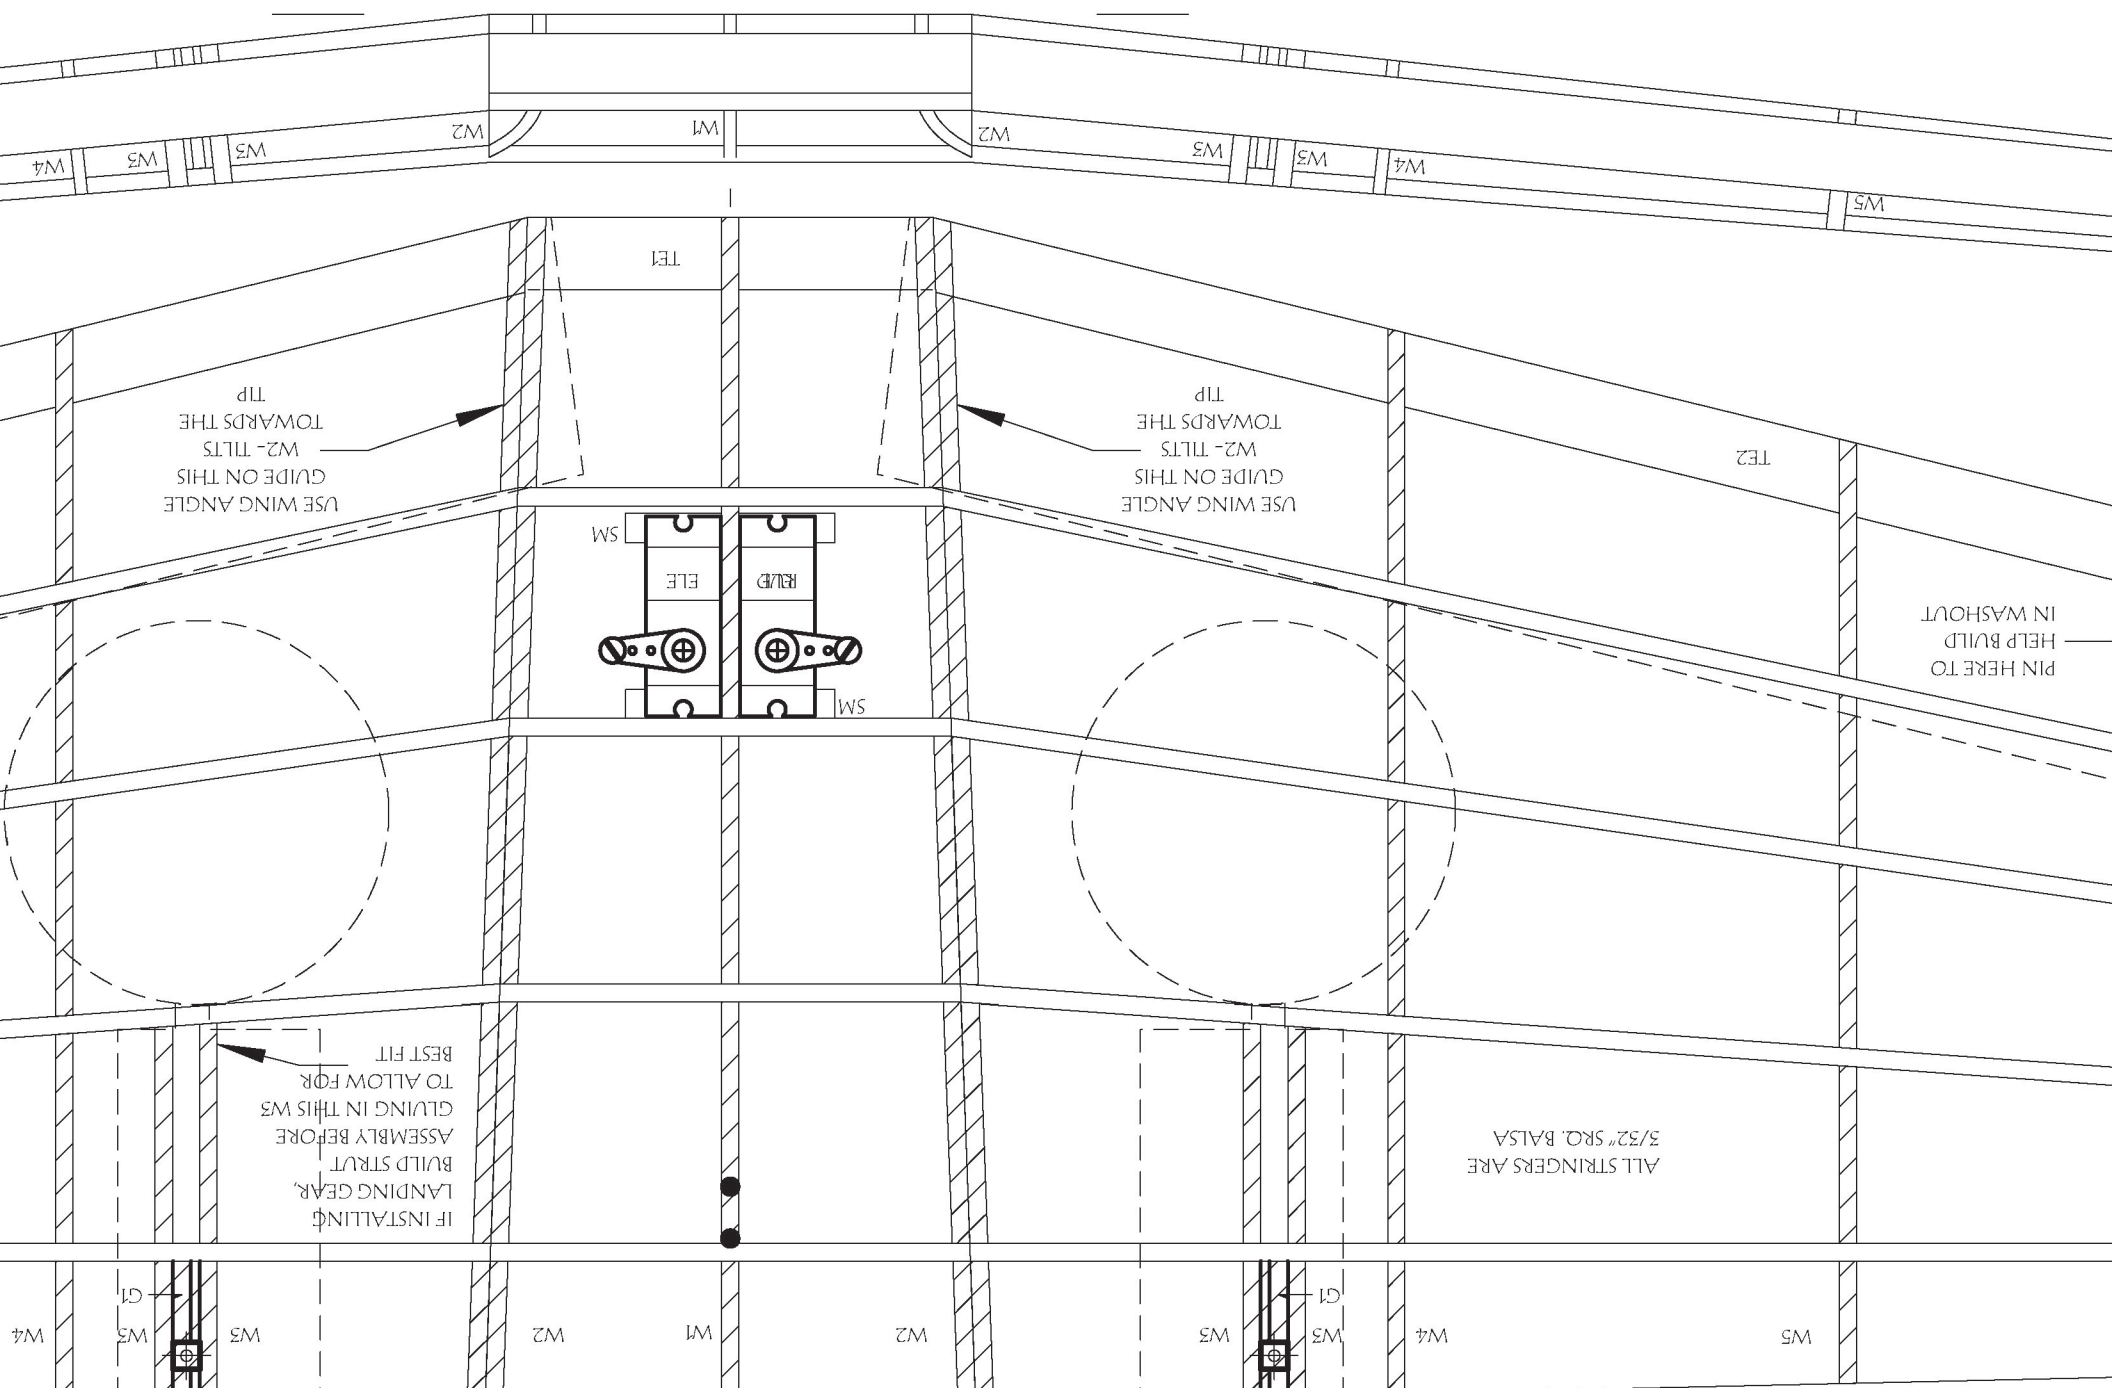 W5
W4
W3
W3
W2
W1
W2
W3
W3
W4
G1
G1
ALL STRINGERS ARE
3/32" SRQ. BALSA
IF INSTALLING
LANDING GEAR,
BUILD STRUT
ASSEMBLY BEFORE
GLUING IN THIS W3
TO ALLOW FOR
BEST FIT
PIN HERE TO
HELP BUILD
IN WASHOUT
SM
ELE
SM
USE WING ANGLE
GUIDE ON THIS
W2- TILTS
TOWARDS THE
TIP
USE WING ANGLE
GUIDE ON THIS
W2- TILTS
TOWARDS THE
TIP
TE2
TE1
W5
W4
W3
W3
W2
W1
W2
W3
W3
W4